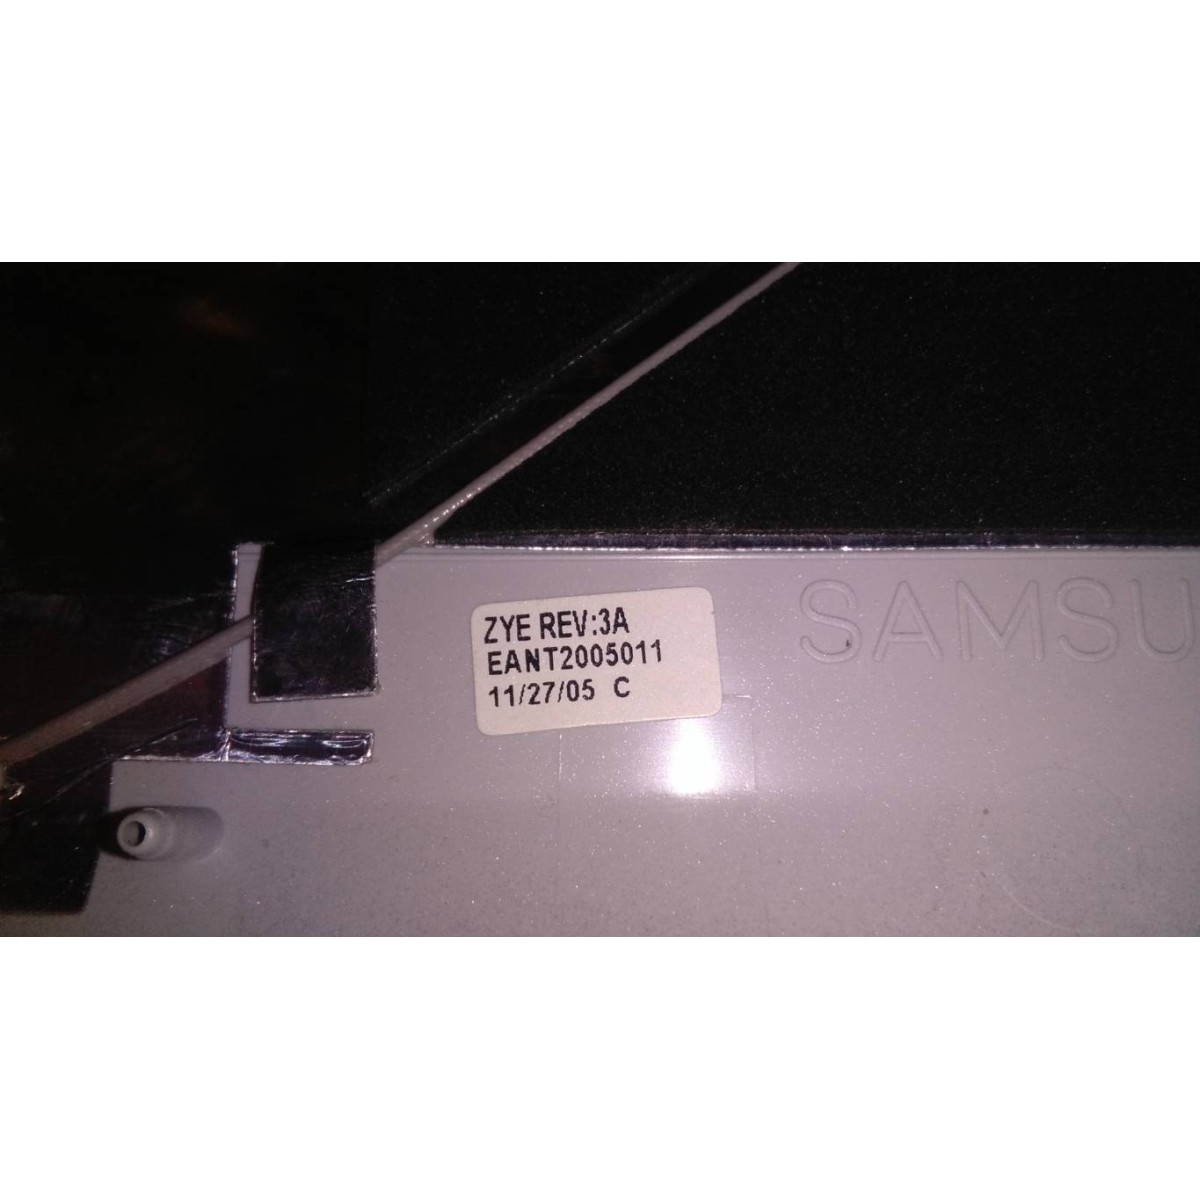 ZYE REV:3A
EANT2005011
11/27/05 C
SAMSU